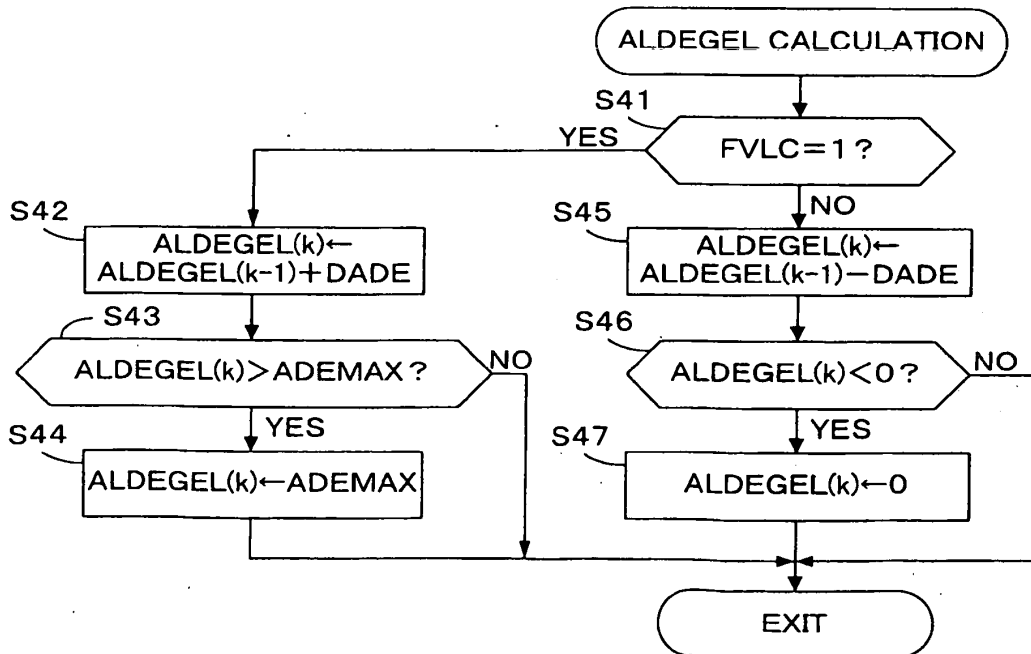 ALDEGEL CALCULATION
S41
FVLC=1?
YES
NO
S42
ALDEGEL(k)←
ALDEGEL(k-1)+DADE
S45
ALDEGEL(k)←
ALDEGEL(k-1)−DADE
S43
ALDEGEL(k)>ADEMAX?
NO
YES
S46
ALDEGEL(k)<0?
NO
YES
S44
ALDEGEL(k)←ADEMAX
S47
ALDEGEL(k)←0
EXIT